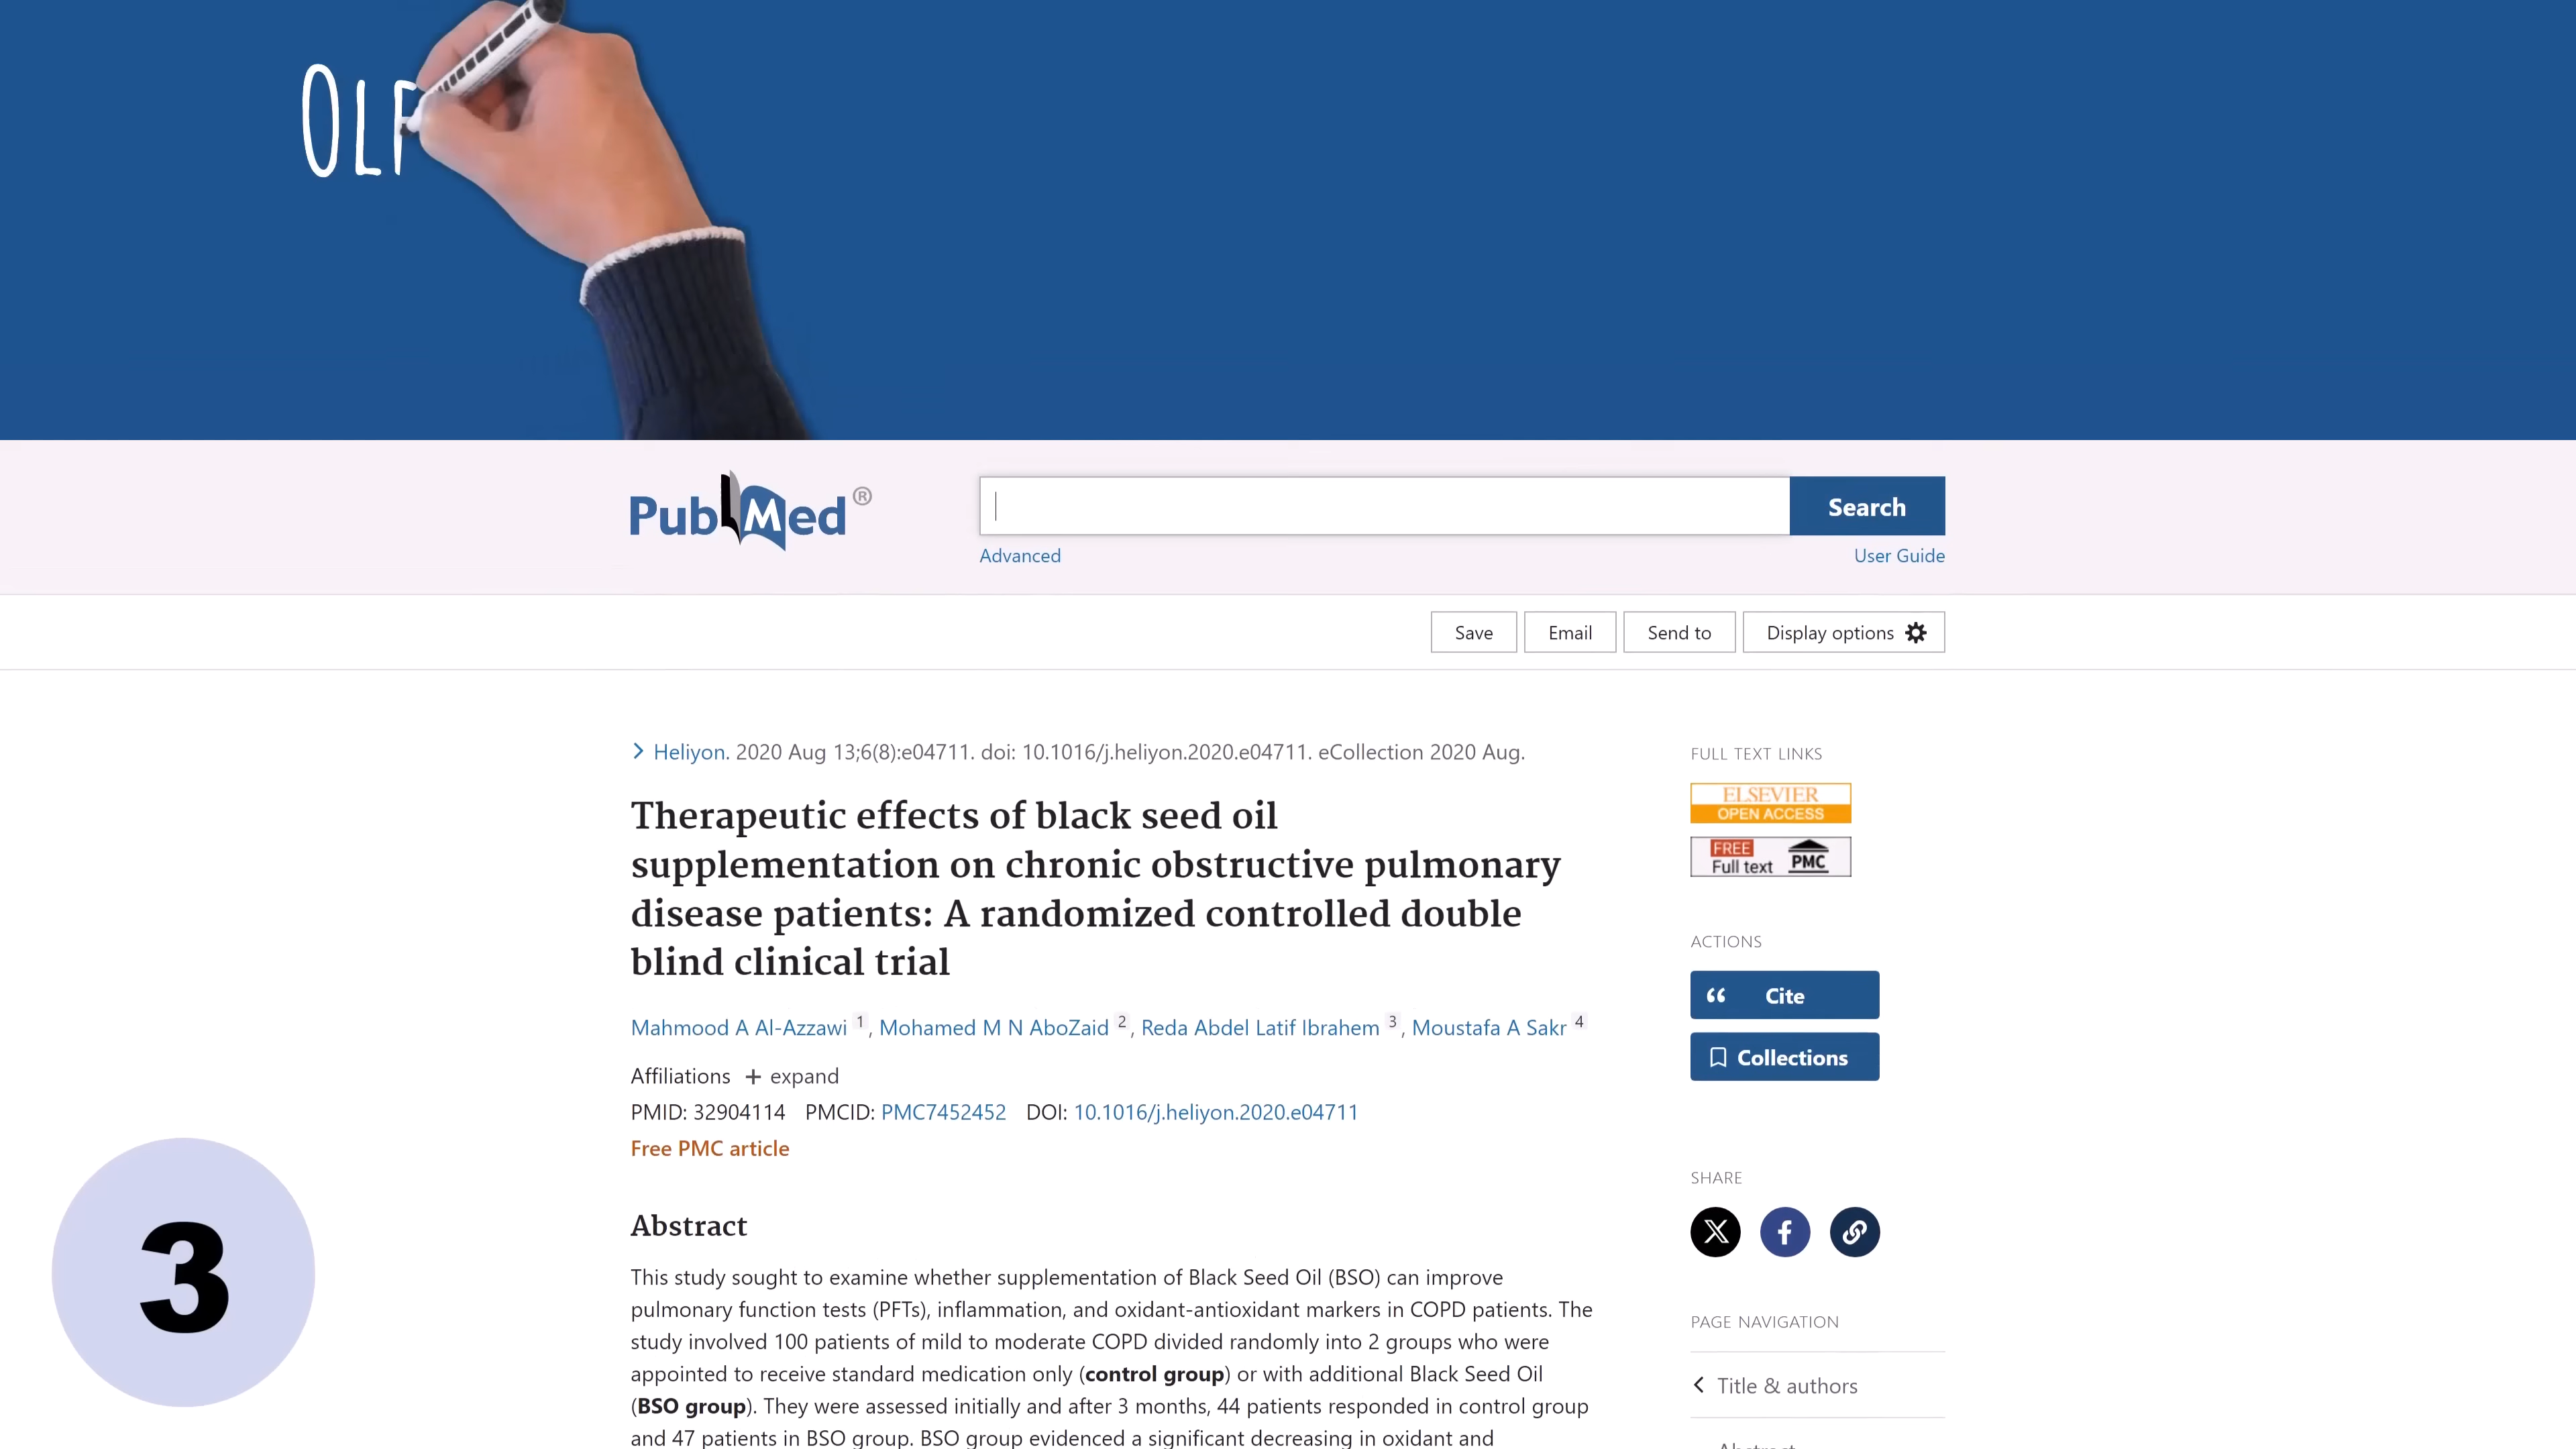 OLF
PubMed®
Search
Advanced
User Guide
Save
Email
Send to
Display options
Heliyon. 2020 Aug 13;6(8):e04711. doi: 10.1016/j.heliyon.2020.e04711. eCollection 2020 Aug.
Therapeutic effects of black seed oil
supplementation on chronic obstructive pulmonary
disease patients: A randomized controlled double
blind clinical trial
Mahmood A Al-Azzawi 1, Mohamed M N AboZaid 2, Reda Abdel Latif Ibrahem 3, Moustafa A Sakr 4
Affiliations + expand
PMID: 32904114 PMCID: PMC7452452 DOI: 10.1016/j.heliyon.2020.e04711
Free PMC article
Abstract
This study sought to examine whether supplementation of Black Seed Oil (BSO) can improve
pulmonary function tests (PFTs), inflammation, and oxidant-antioxidant markers in COPD patients. The
study involved 100 patients of mild to moderate COPD divided randomly into 2 groups who were
appointed to receive standard medication only (control group) or with additional Black Seed Oil
(BSO group). They were assessed initially and after 3 months, 44 patients responded in control group
and 47 patients in BSO group. BSO group evidenced a significant decreasing in oxidant and
FULL TEXT LINKS
ELSEVIER
OPEN ACCESS
FREE
Full text PMC
ACTIONS
Cite
Collections
SHARE
PAGE NAVIGATION
Title & authors
3